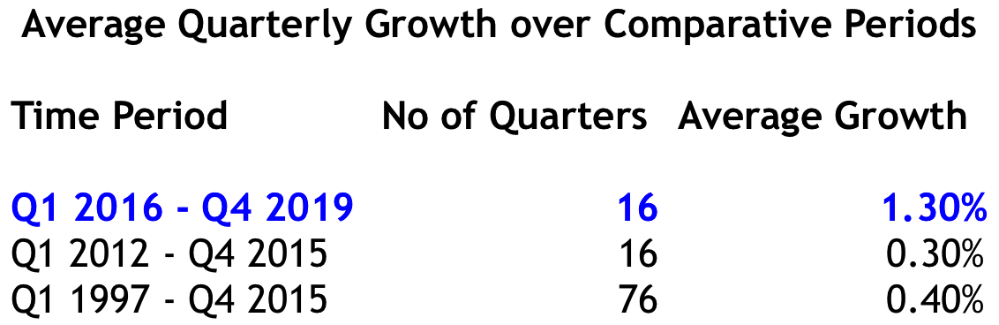 Average Quarterly Growth over Comparative Periods
Time Period No of Quarters Average Growth
Q1 2016 - Q4 2019 16 1.30%
Q1 2012 - Q4 2015 16 0.30%
Q1 1997 - Q4 2015 76 0.40%